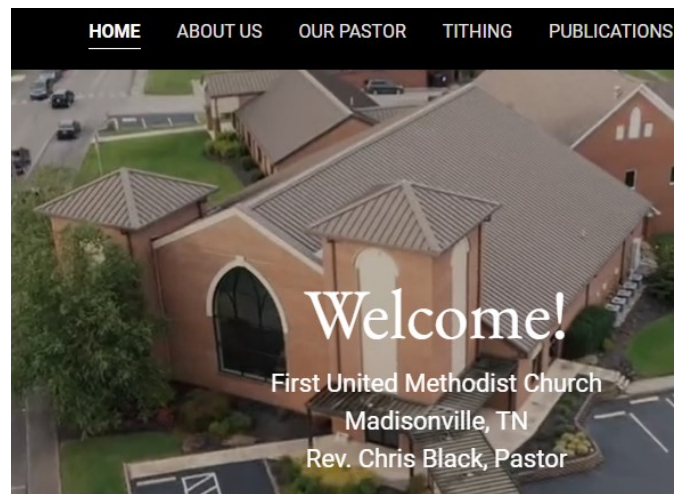 HOME ABOUT US OUR PASTOR TITHING PUBLICATIONS
Welcome!
First United Methodist Church
Madisonville, TN
Rev. Chris Black, Pastor